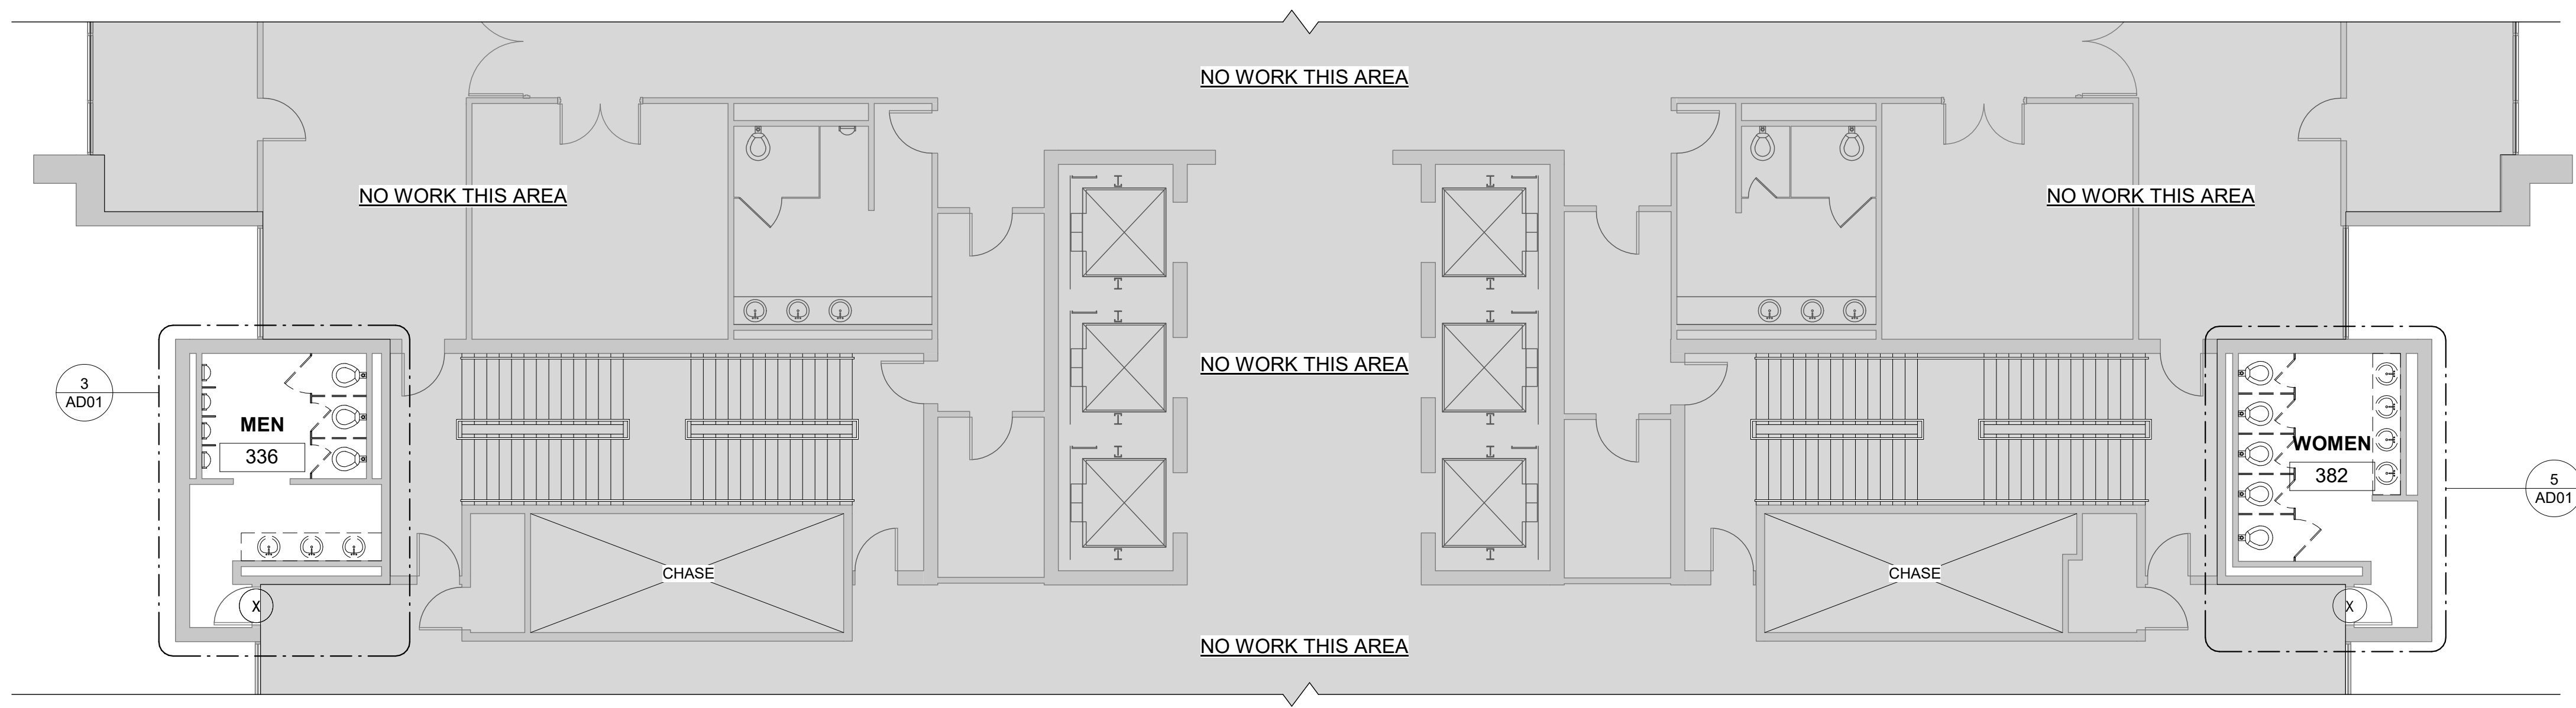 NO WORK THIS AREA
NO WORK THIS AREA
NO WORK THIS AREA
NO WORK THIS AREA
3
AD01
MEN
336
WOMEN
382
5
AD01
CHASE
CHASE
X
X
NO WORK THIS AREA